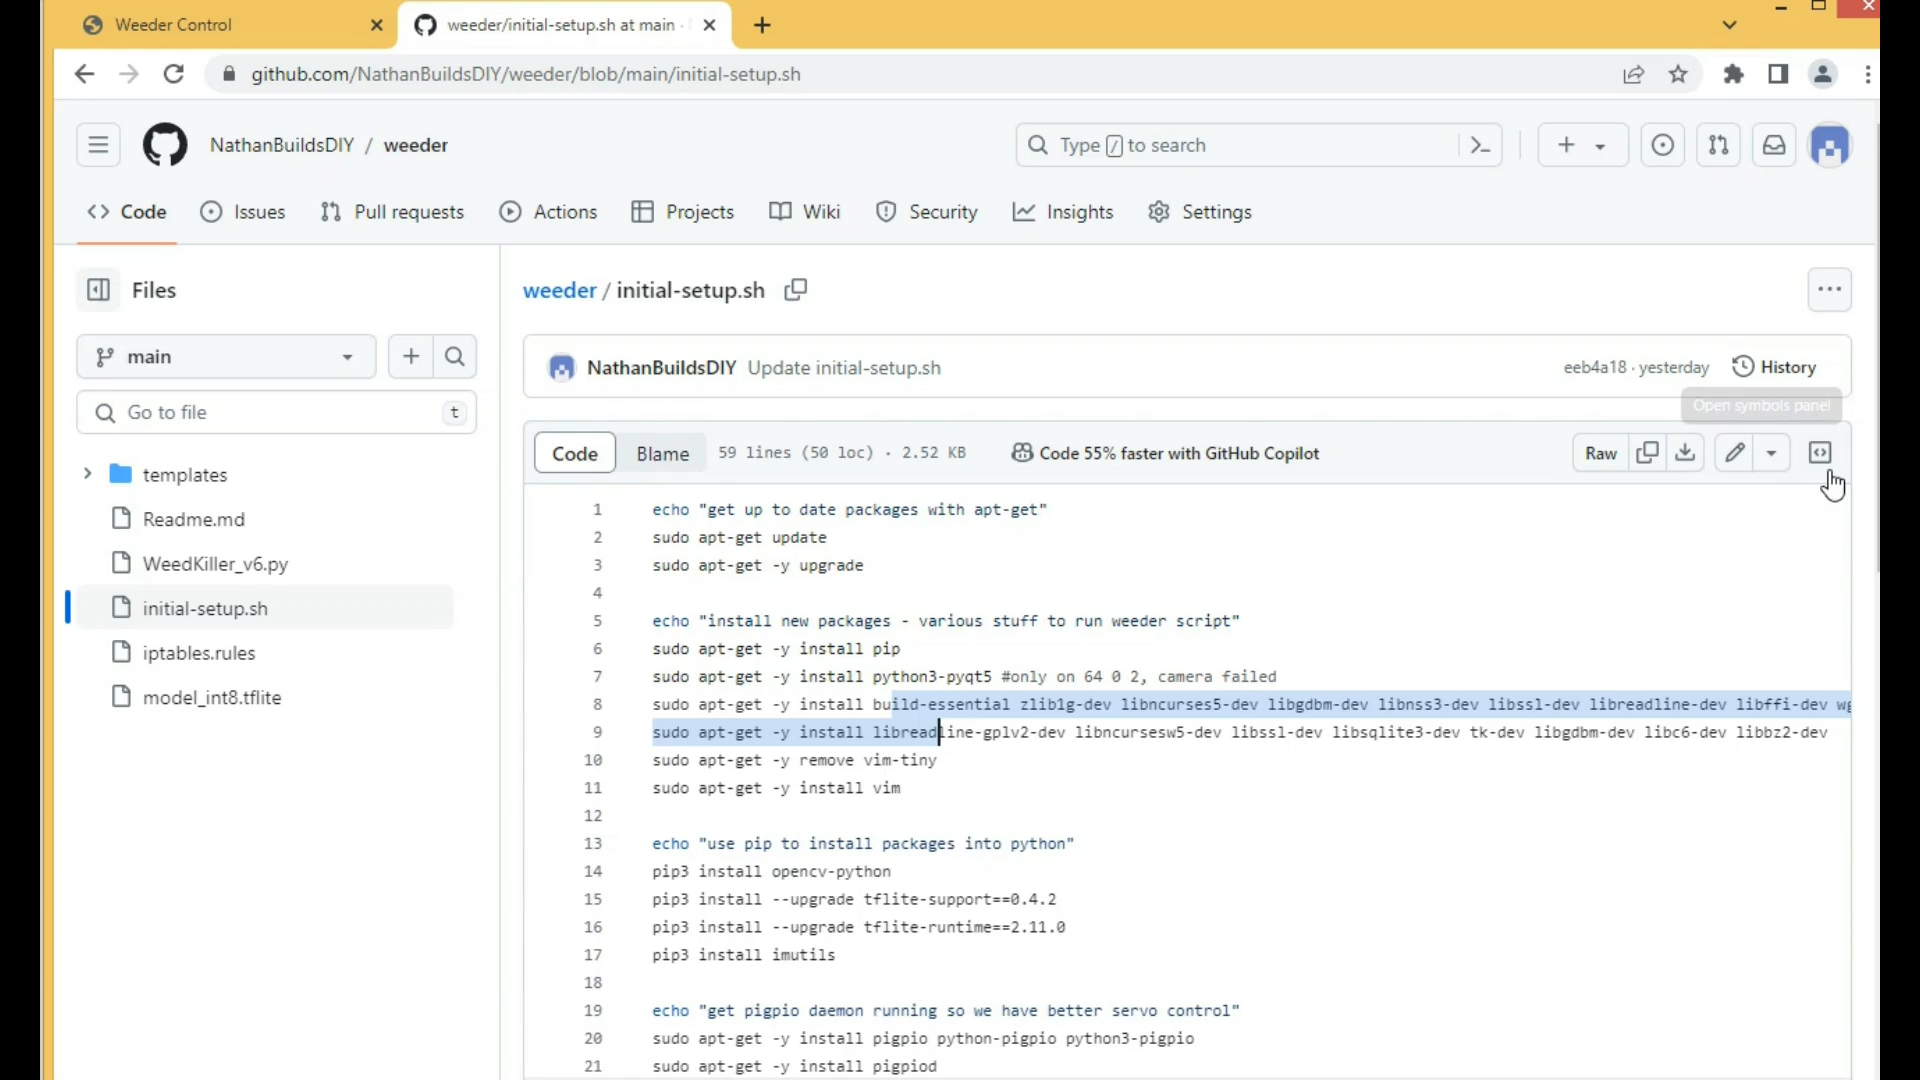 Weeder Control
weeder/initial-setup.sh at main ·
github.com/NathanBuildsDIY/weeder/blob/main/initial-setup.sh
NathanBuildsDIY / weeder
Type / to search
Code Issues Pull requests Actions Projects Wiki Security Insights Settings
Files
main
Go to file t
templates
Readme.md
WeedKiller_v6.py
initial-setup.sh
iptables.rules
model_int8.tflite
weeder / initial-setup.sh
NathanBuildsDIY Update initial-setup.sh eeb4a18 · yesterday History
Open symbols panel
Code Blame 59 lines (50 loc) · 2.52 KB Code 55% faster with GitHub Copilot Raw
1 echo "get up to date packages with apt-get"
2 sudo apt-get update
3 sudo apt-get -y upgrade
4
5 echo "install new packages - various stuff to run weeder script"
6 sudo apt-get -y install pip
7 sudo apt-get -y install python3-pyqt5 #only on 64 0 2, camera failed
8 sudo apt-get -y install build-essential zlib1g-dev libncurses5-dev libgdbm-dev libnss3-dev libssl-dev libreadline-dev libffi-dev
9 sudo apt-get -y install libreadline-gplv2-dev libncursesw5-dev libssl-dev libsqlite3-dev tk-dev libgdbm-dev libc6-dev libbz2-dev
10 sudo apt-get -y remove vim-tiny
11 sudo apt-get -y install vim
12
13 echo "use pip to install packages into python"
14 pip3 install opencv-python
15 pip3 install --upgrade tflite-support==0.4.2
16 pip3 install --upgrade tflite-runtime==2.11.0
17 pip3 install imutils
18
19 echo "get pigpio daemon running so we have better servo control"
20 sudo apt-get -y install pigpio python-pigpio python3-pigpio
21 sudo apt-get -y install pigpiod